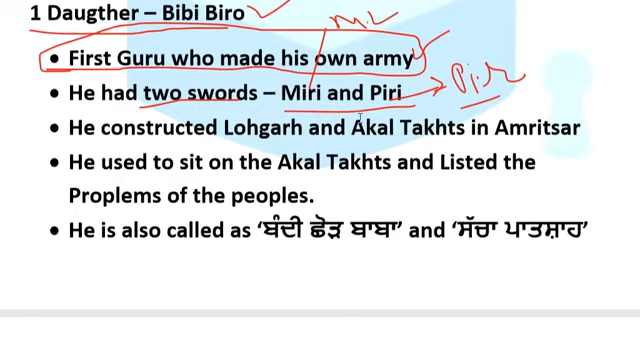 1 Daugther – Bibi Biro
• First Guru who made his own army
• He had two swords – Miri and Piri
• He constructed Lohgarh and Akal Takhts in Amritsar
• He used to sit on the Akal Takhts and Listed the
Proplems of the peoples.
• He is also called as ‘ਬੰਦੀ ਛੋੜ ਬਾਬਾ’ and ‘ਸੱਚਾ ਪਾਤਸ਼ਾਹ’